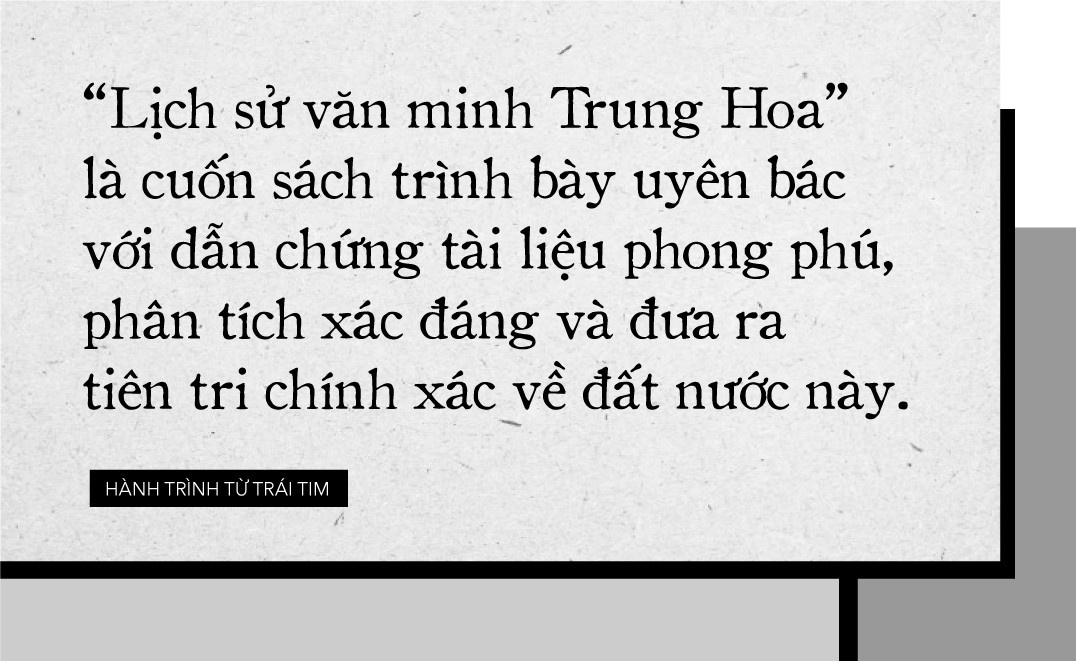 “Lịch sử văn minh Trung Hoa”
là cuốn sách trình bày uyên bác
với dẫn chứng tài liệu phong phú,
phân tích xác đáng và đưa ra
tiên tri chính xác về đất nước này.
HÀNH TRÌNH TỪ TRÁI TIM